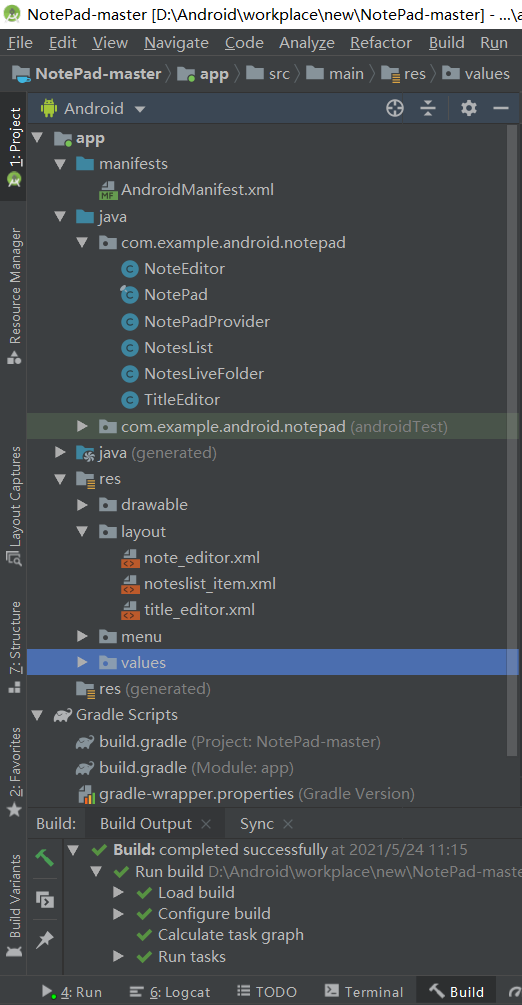 NotePad-master [D:\Android\workplace\new\NotePad-master] - ...\a
File Edit View Navigate Code Analyze Refactor Build Run
NotePad-master app src main res values
1: Project
Resource Manager
Layout Captures
Z: Structure
2: Favorites
Build Variants
Android
app
manifests
MF AndroidManifest.xml
java
com.example.android.notepad
C NoteEditor
C NotePad
C NotePadProvider
C NotesList
C NotesLiveFolder
C TitleEditor
com.example.android.notepad (androidTest)
java (generated)
res
drawable
layout
note_editor.xml
noteslist_item.xml
title_editor.xml
menu
values
res (generated)
Gradle Scripts
build.gradle (Project: NotePad-master)
build.gradle (Module: app)
gradle-wrapper.properties (Gradle Version)
Build: Build Output Sync
Build: completed successfully at 2021/5/24 11:15
Run build D:\Android\workplace\new\NotePad-maste
Load build
Configure build
Calculate task graph
Run tasks
4: Run 6: Logcat TODO Terminal Build